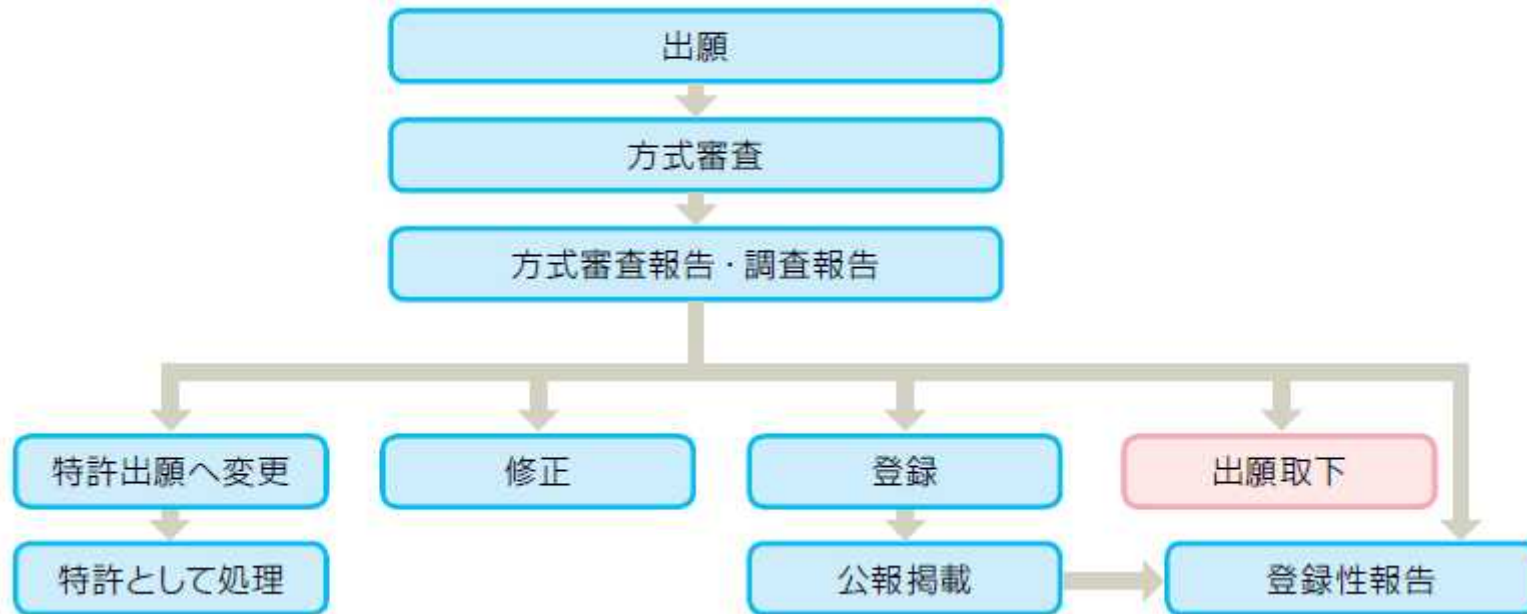 出願
方式審査
方式審査報告・調査報告
特許出願へ変更
修正
登録
出願取下
特許として処理
公報掲載
登録性報告